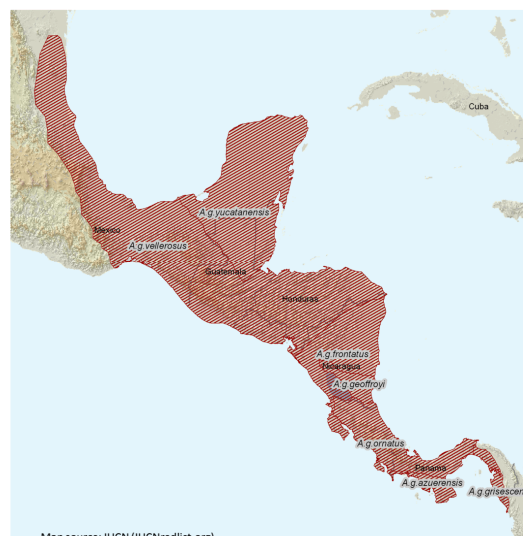 Cuba
A.g.yucatanensis
Mexico
A.g.vellerosus
Guatemala
Honduras
A.g.frontatus
Nicaragua
A.g.geoffroyi
A.g.ornatus
Panama
A.g.azuerensis
A.g.grisescen
Map source: IUCN (IUCNredlist.org)